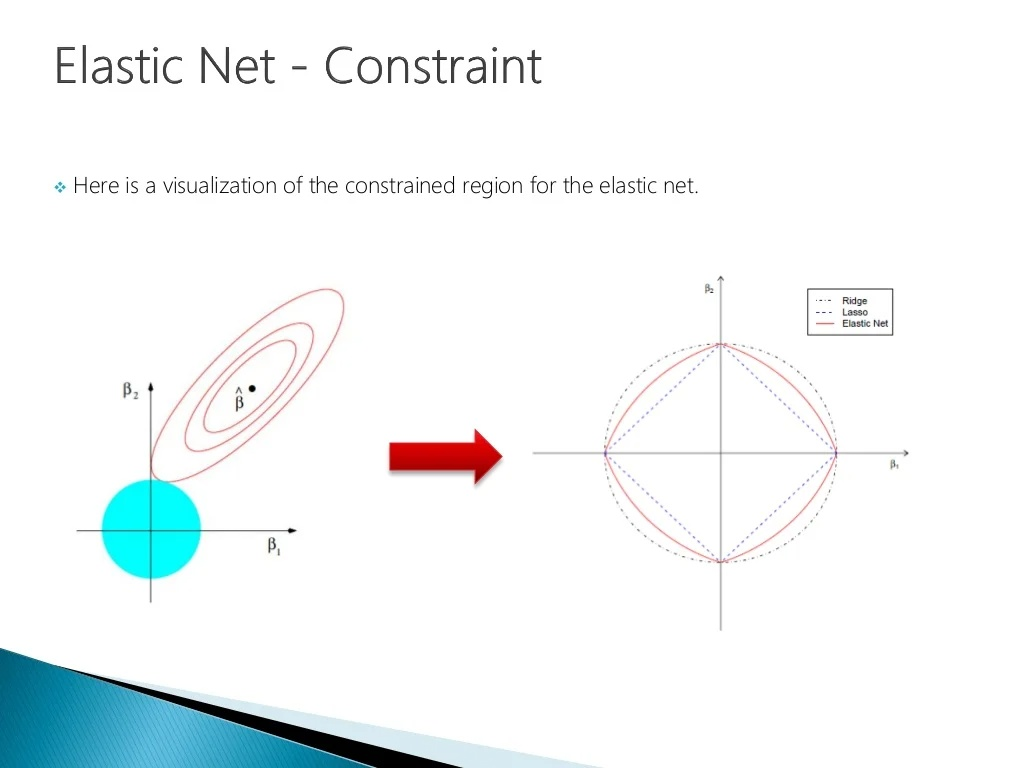 Elastic Net - Constraint
Here is a visualization of the constrained region for the elastic net.
β₂
β̂
β₁
β₂
Ridge
Lasso
Elastic Net
β₁